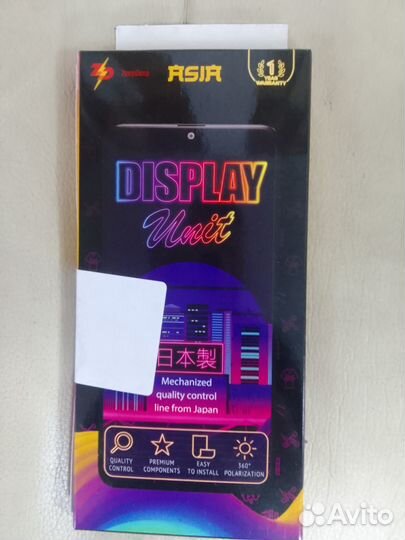 ASIA
1
YEAR
WARRANTY
DISPLAY
Unit
日本製
Mechanized
quality control
line from Japan
QUALITY
CONTROL
PREMIUM
COMPONENTS
EASY
TO INSTALL
360°
POLARIZATION
Avito